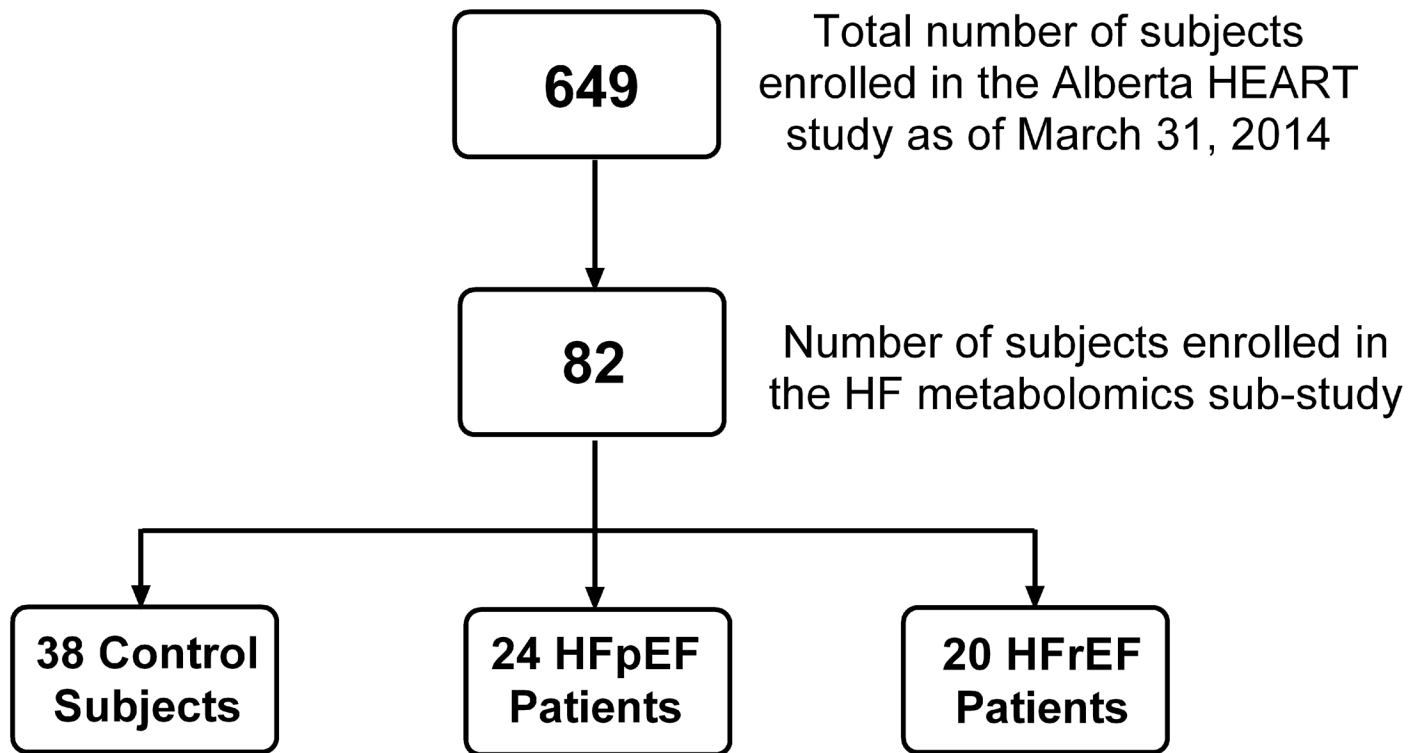 649
Total number of subjects
enrolled in the Alberta HEART
study as of March 31, 2014
82
Number of subjects enrolled in
the HF metabolomics sub-study
38 Control
Subjects
24 HFpEF
Patients
20 HFrEF
Patients